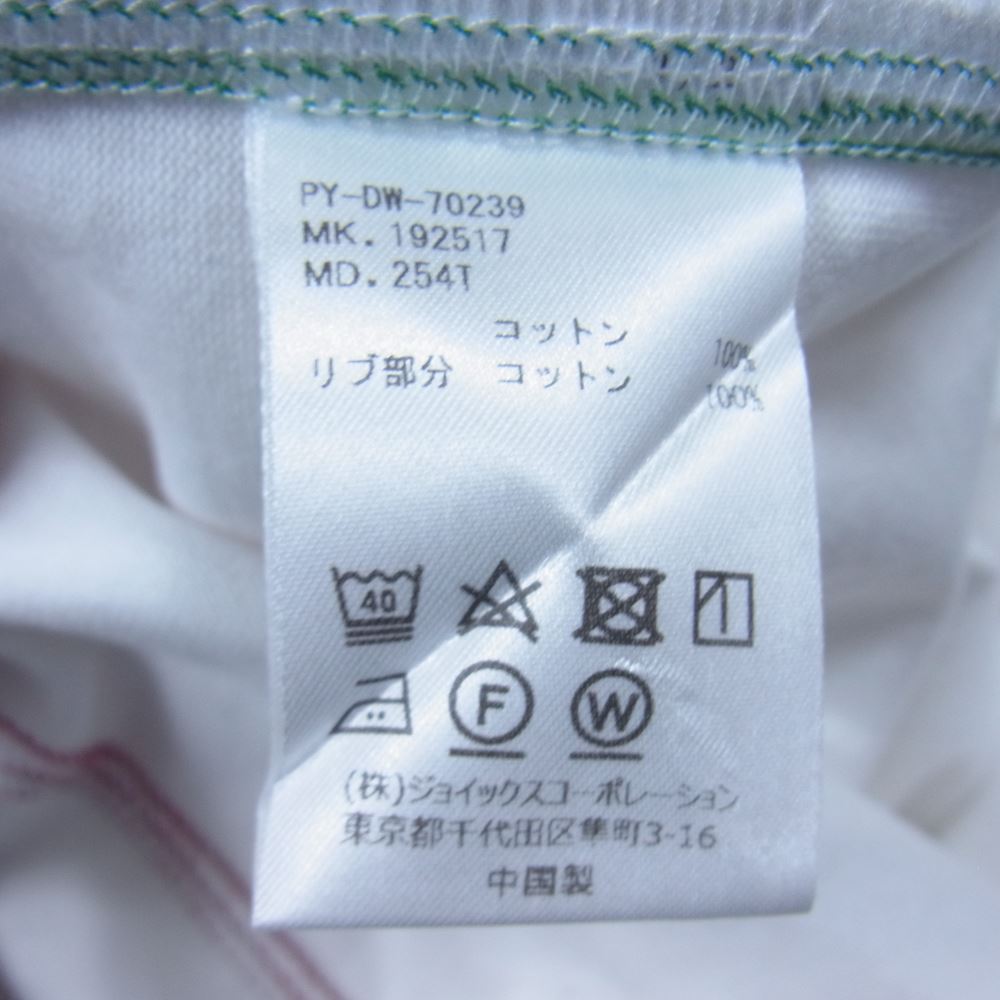 PY-DW-70239
MK. 192517
MD. 254T
コットン 100%
リブ部分 コットン 100%
40
F W
(株)ジョイックスコーポレーション
東京都千代田区隼町3-16
中国製